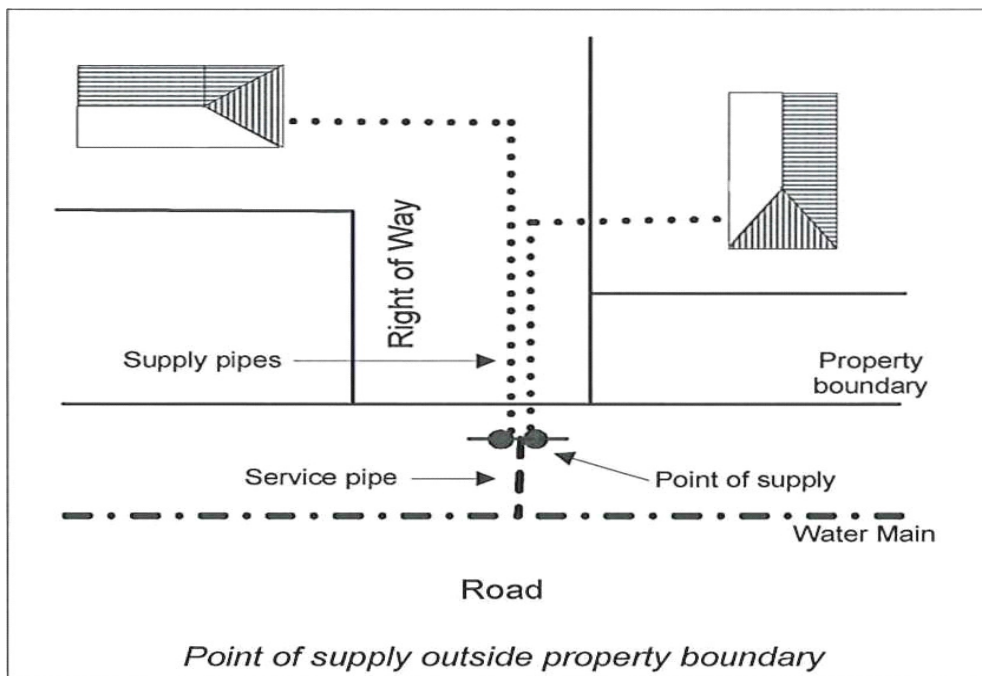 Right of Way
Supply pipes
Property
boundary
Service pipe
Point of supply
Water Main
Road
Point of supply outside property boundary